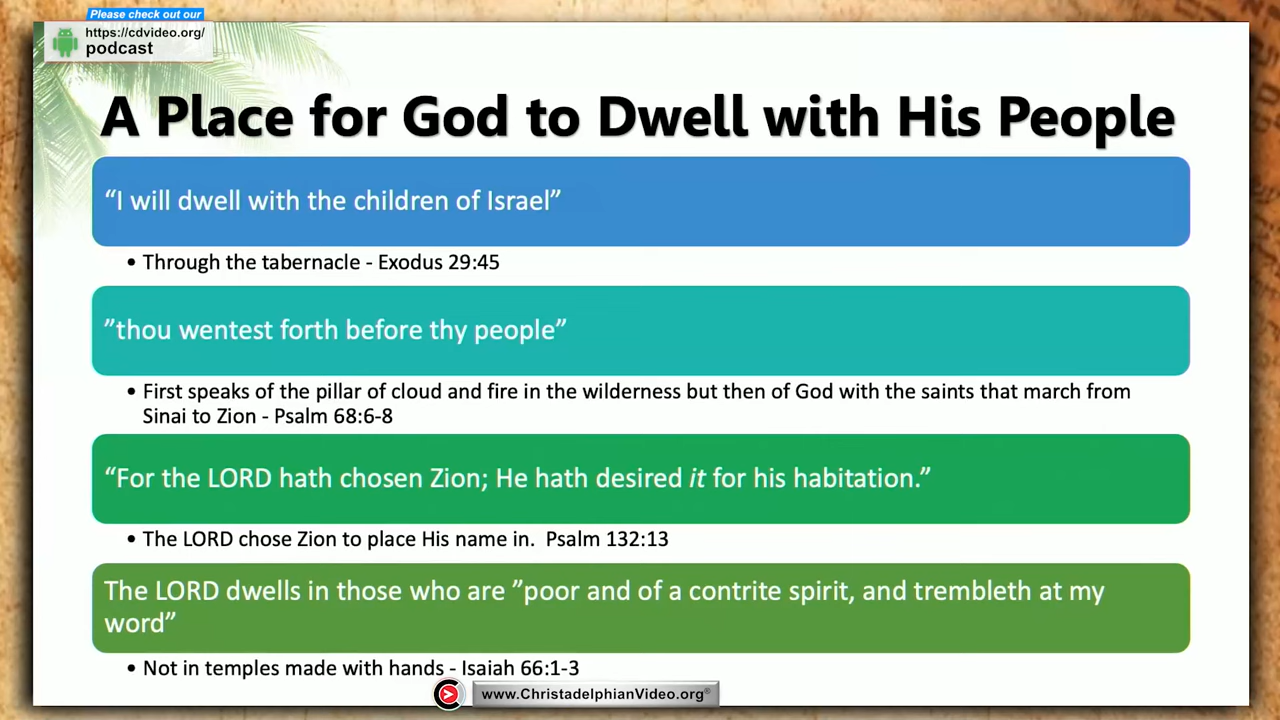 Please check out our
https://cdvideo.org/
podcast
A Place for God to Dwell with His People
“I will dwell with the children of Israel”
• Through the tabernacle - Exodus 29:45
”thou wentest forth before thy people”
• First speaks of the pillar of cloud and fire in the wilderness but then of God with the saints that march from
Sinai to Zion - Psalm 68:6-8
“For the LORD hath chosen Zion; He hath desired it for his habitation.”
• The LORD chose Zion to place His name in.  Psalm 132:13
The LORD dwells in those who are ”poor and of a contrite spirit, and trembleth at my
word”
• Not in temples made with hands - Isaiah 66:1-3
www.ChristadelphianVideo.org®